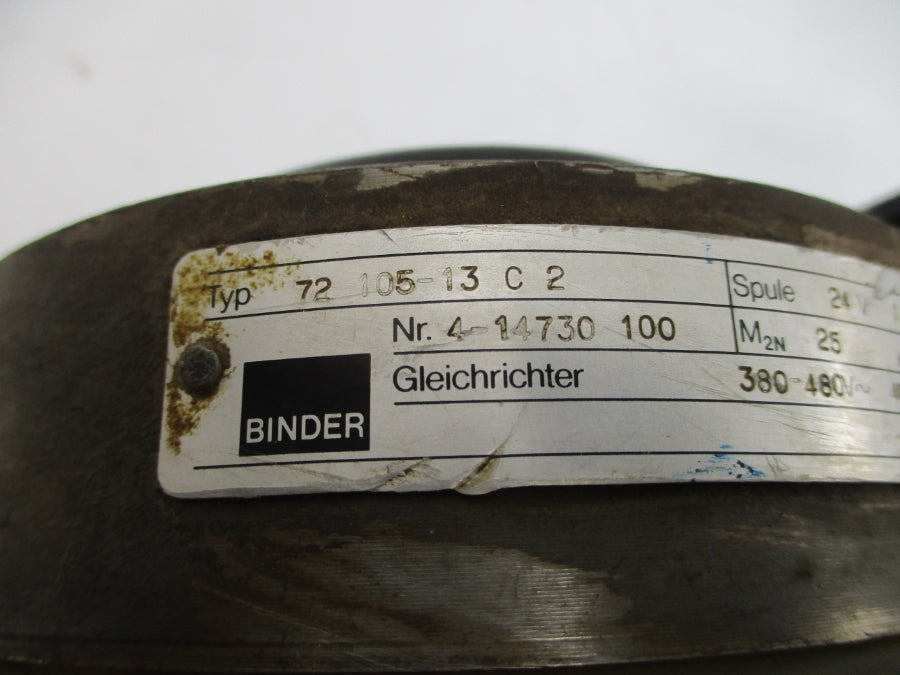 Typ 72 105-13 C 2 Spule 24 V
Nr. 4-14730 100 M2N 25
Gleichrichter 380-480V~
BINDER